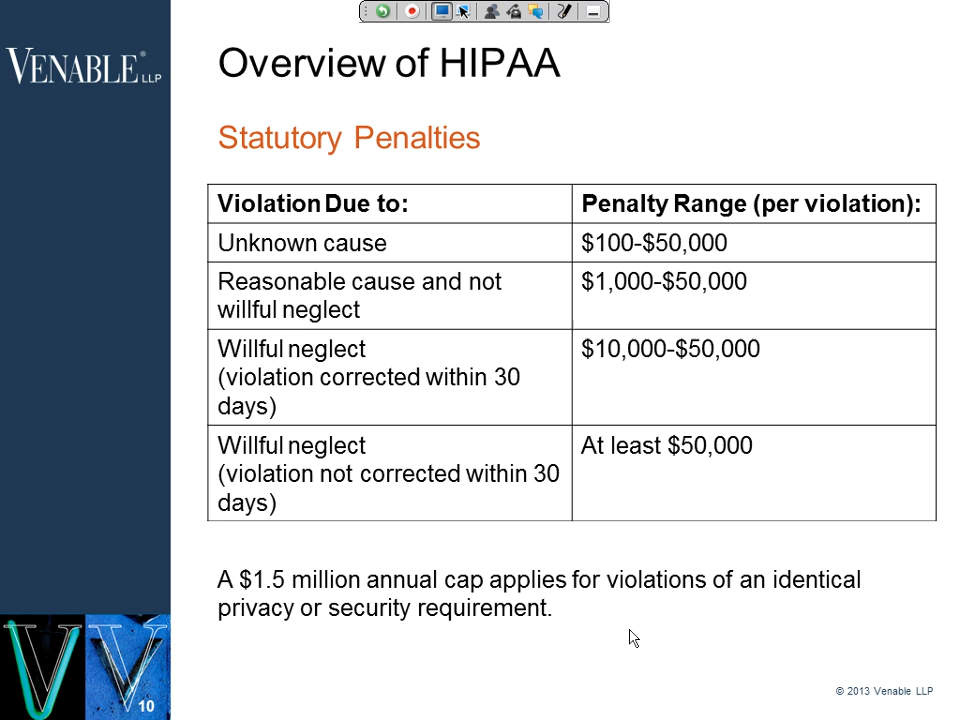 VENABLE® LLP
Overview of HIPAA
Statutory Penalties
Violation Due to:
Penalty Range (per violation):
Unknown cause
$100-$50,000
Reasonable cause and not
willful neglect
$1,000-$50,000
Willful neglect
(violation corrected within 30
days)
$10,000-$50,000
Willful neglect
(violation not corrected within 30
days)
At least $50,000
A $1.5 million annual cap applies for violations of an identical
privacy or security requirement.
10
© 2013 Venable LLP